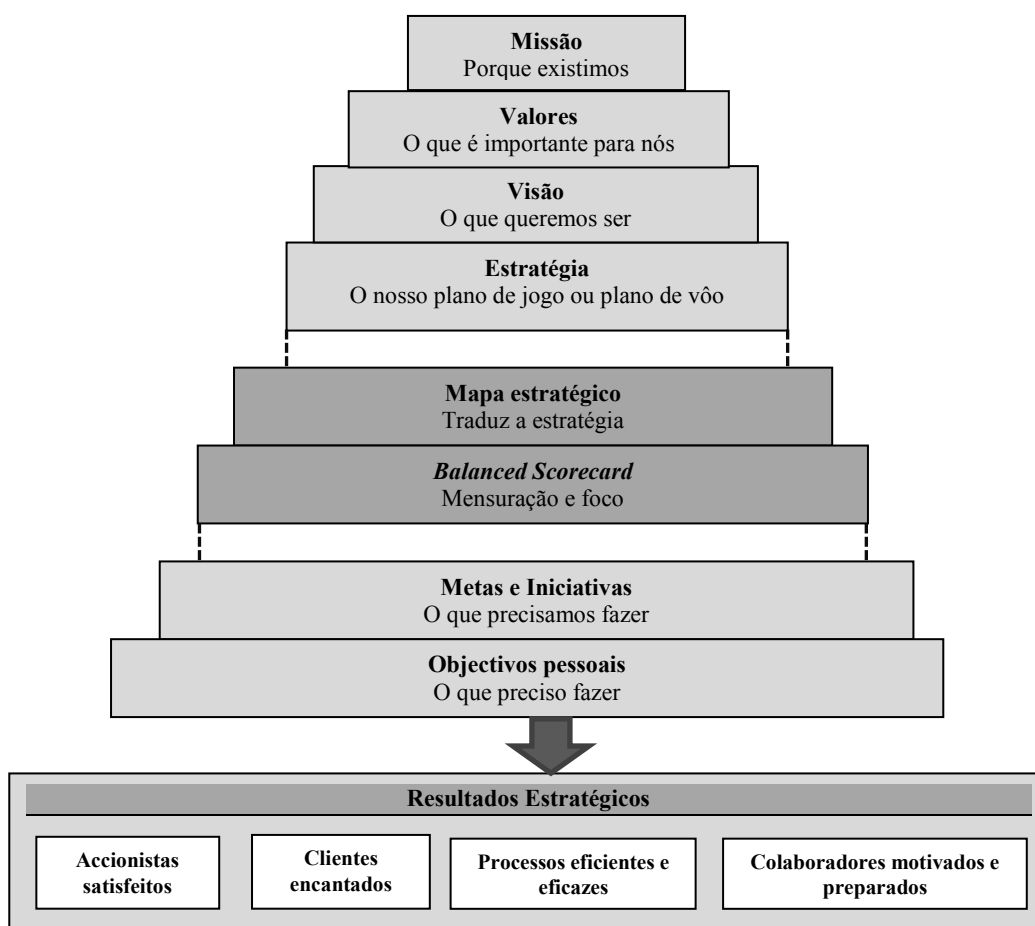 Missão
Porque existimos
Valores
O que é importante para nós
Visão
O que queremos ser
Estratégia
O nosso plano de jogo ou plano de vôo
Mapa estratégico
Traduz a estratégia
Balanced Scorecard
Mensuração e foco
Metas e Iniciativas
O que precisamos fazer
Objectivos pessoais
O que preciso fazer
Resultados Estratégicos
Accionistas
satisfeitos
Clientes
encantados
Processos eficientes e
eficazes
Colaboradores motivados e
preparados